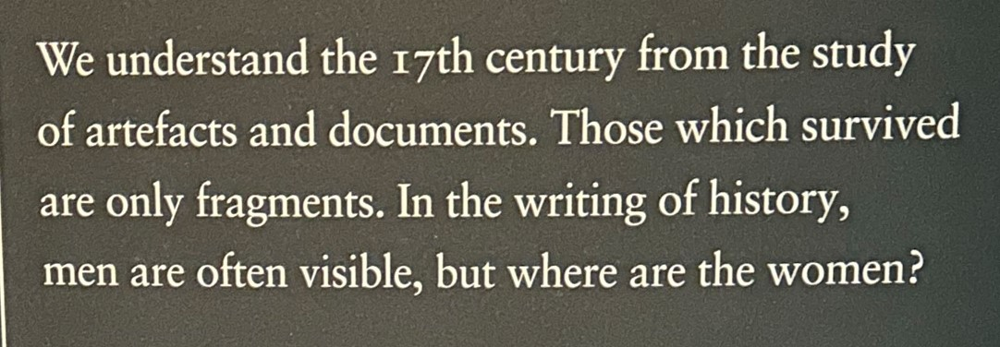 We understand the 17th century from the study
of artefacts and documents. Those which survived
are only fragments. In the writing of history,
men are often visible, but where are the women?